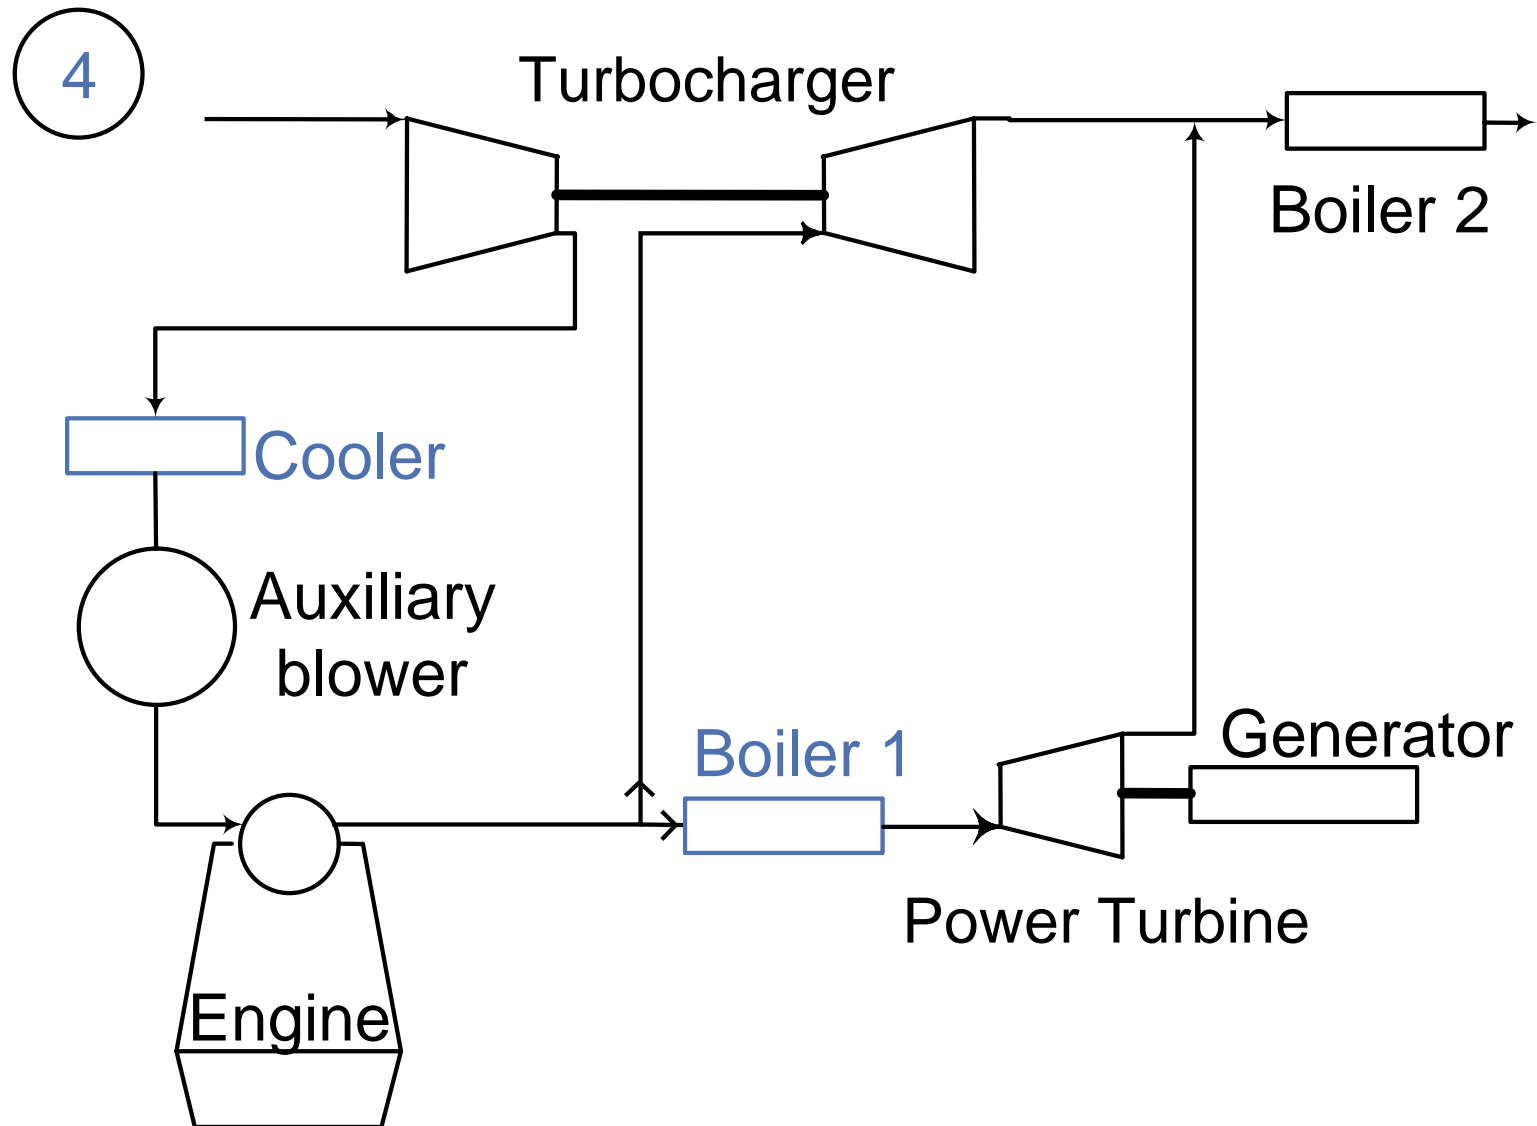 4
Turbocharger
Boiler 2
Cooler
Auxiliary
blower
Boiler 1
Generator
Power Turbine
Engine